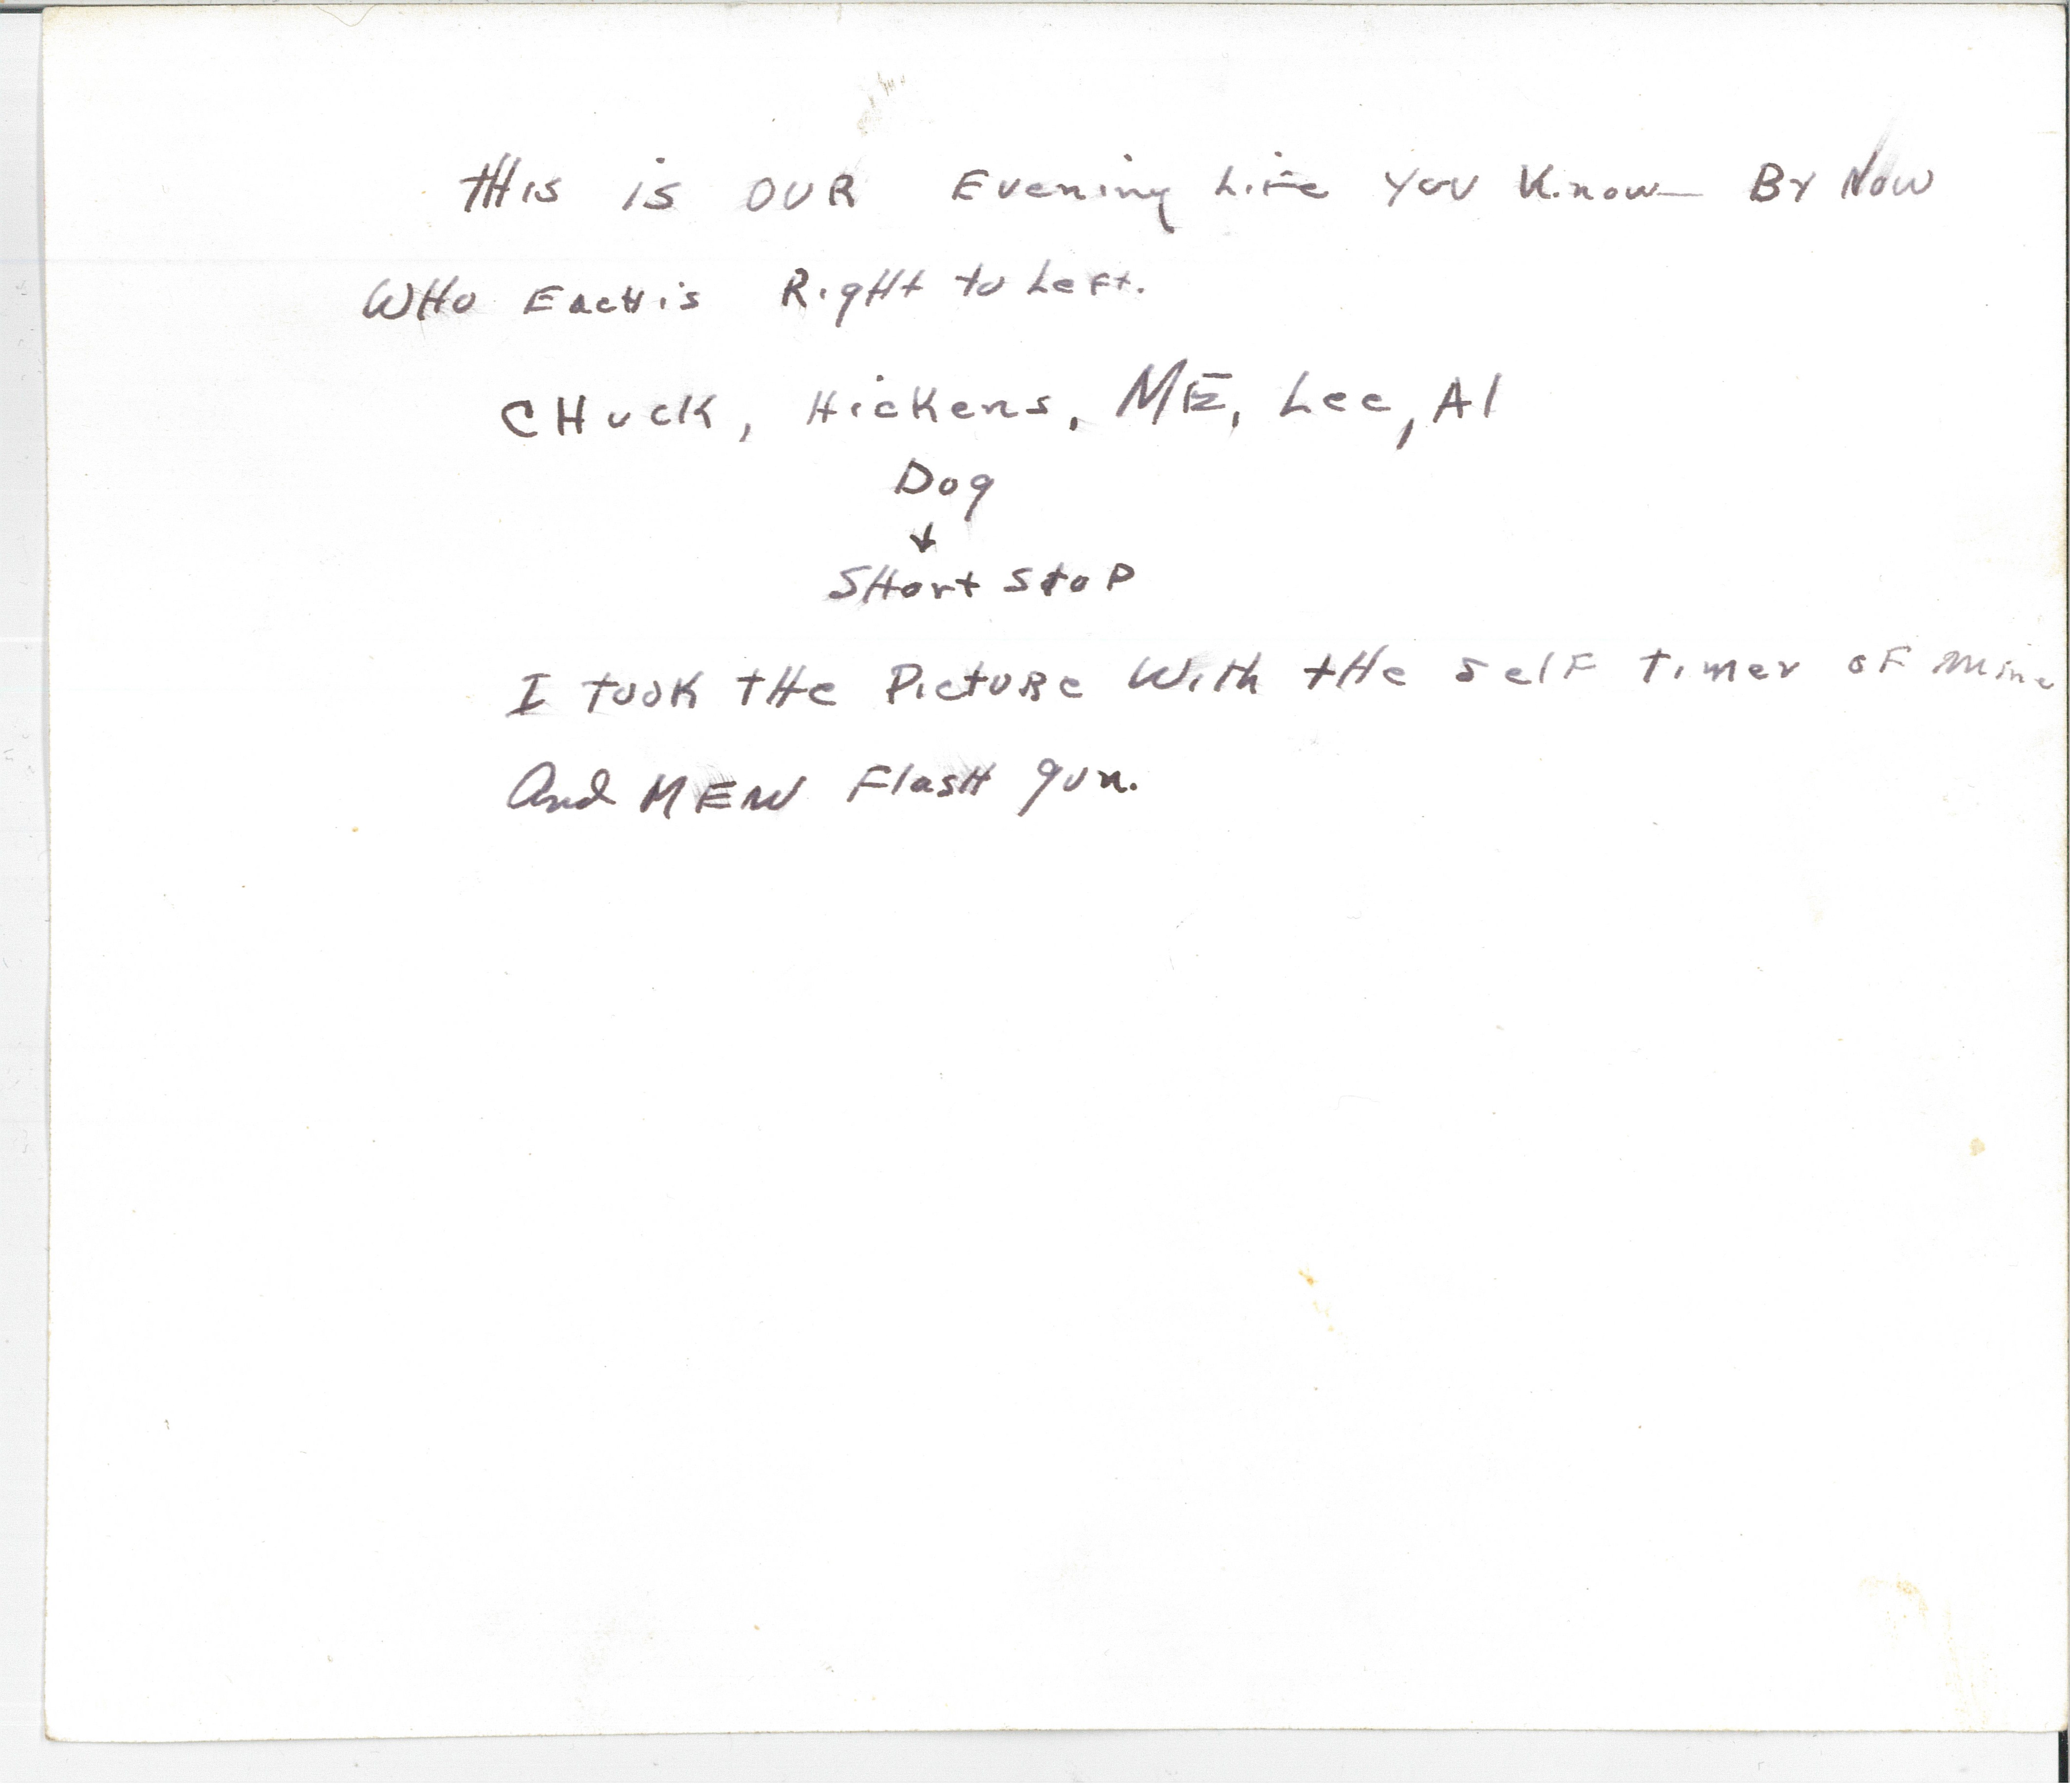 THis is OUR Evening Life You Know By Now
WHo EacH is RigHt to Left.
CHuck, Hickens, ME, Lee, Al
Dog
↓
SHort StoP
I took tHe PictuRe With tHe Self timer oF Mine
And NEW FlasH gun.